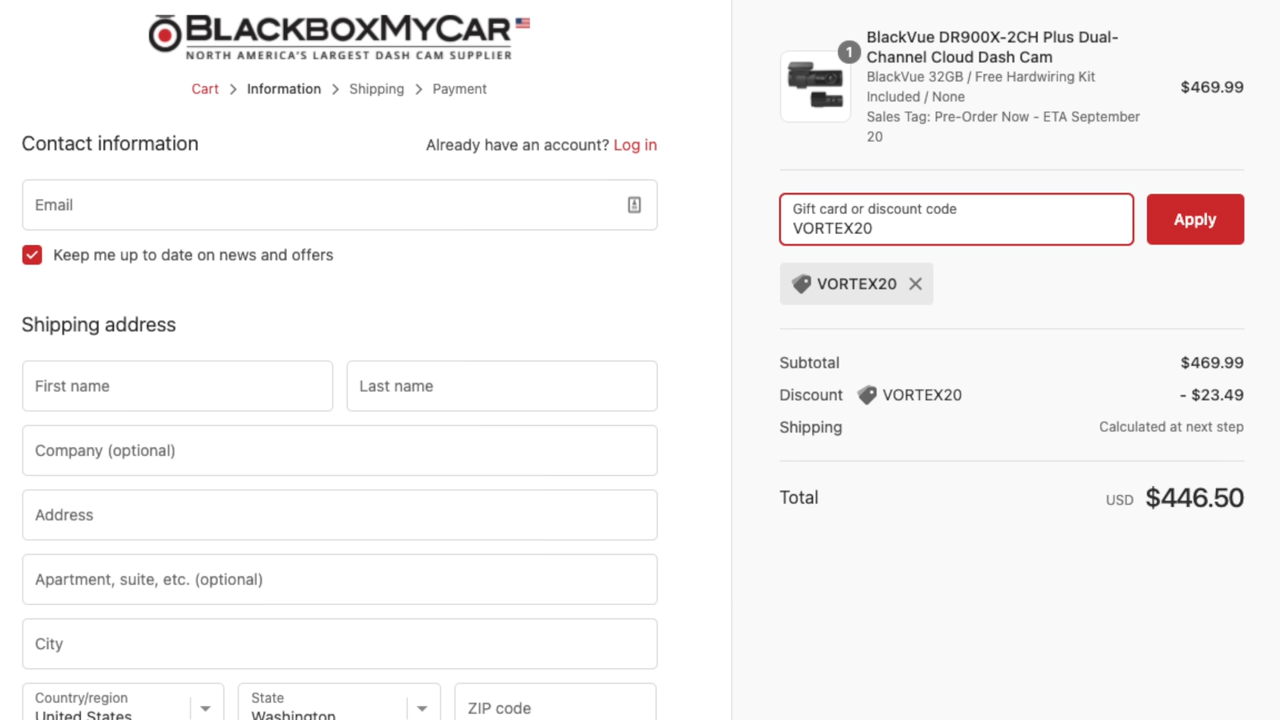 BLACKBOXMYCAR
NORTH AMERICA'S LARGEST DASH CAM SUPPLIER
Cart > Information > Shipping > Payment
Contact information
Already have an account? Log in
Email
Keep me up to date on news and offers
Shipping address
First name
Last name
Company (optional)
Address
Apartment, suite, etc. (optional)
City
Country/region
United States
State
Washington
ZIP code
1
BlackVue DR900X-2CH Plus Dual-
Channel Cloud Dash Cam
BlackVue 32GB / Free Hardwiring Kit
Included / None
Sales Tag: Pre-Order Now - ETA September
20
$469.99
Gift card or discount code
VORTEX20
Apply
VORTEX20
Subtotal
$469.99
Discount VORTEX20
- $23.49
Shipping
Calculated at next step
Total
USD $446.50